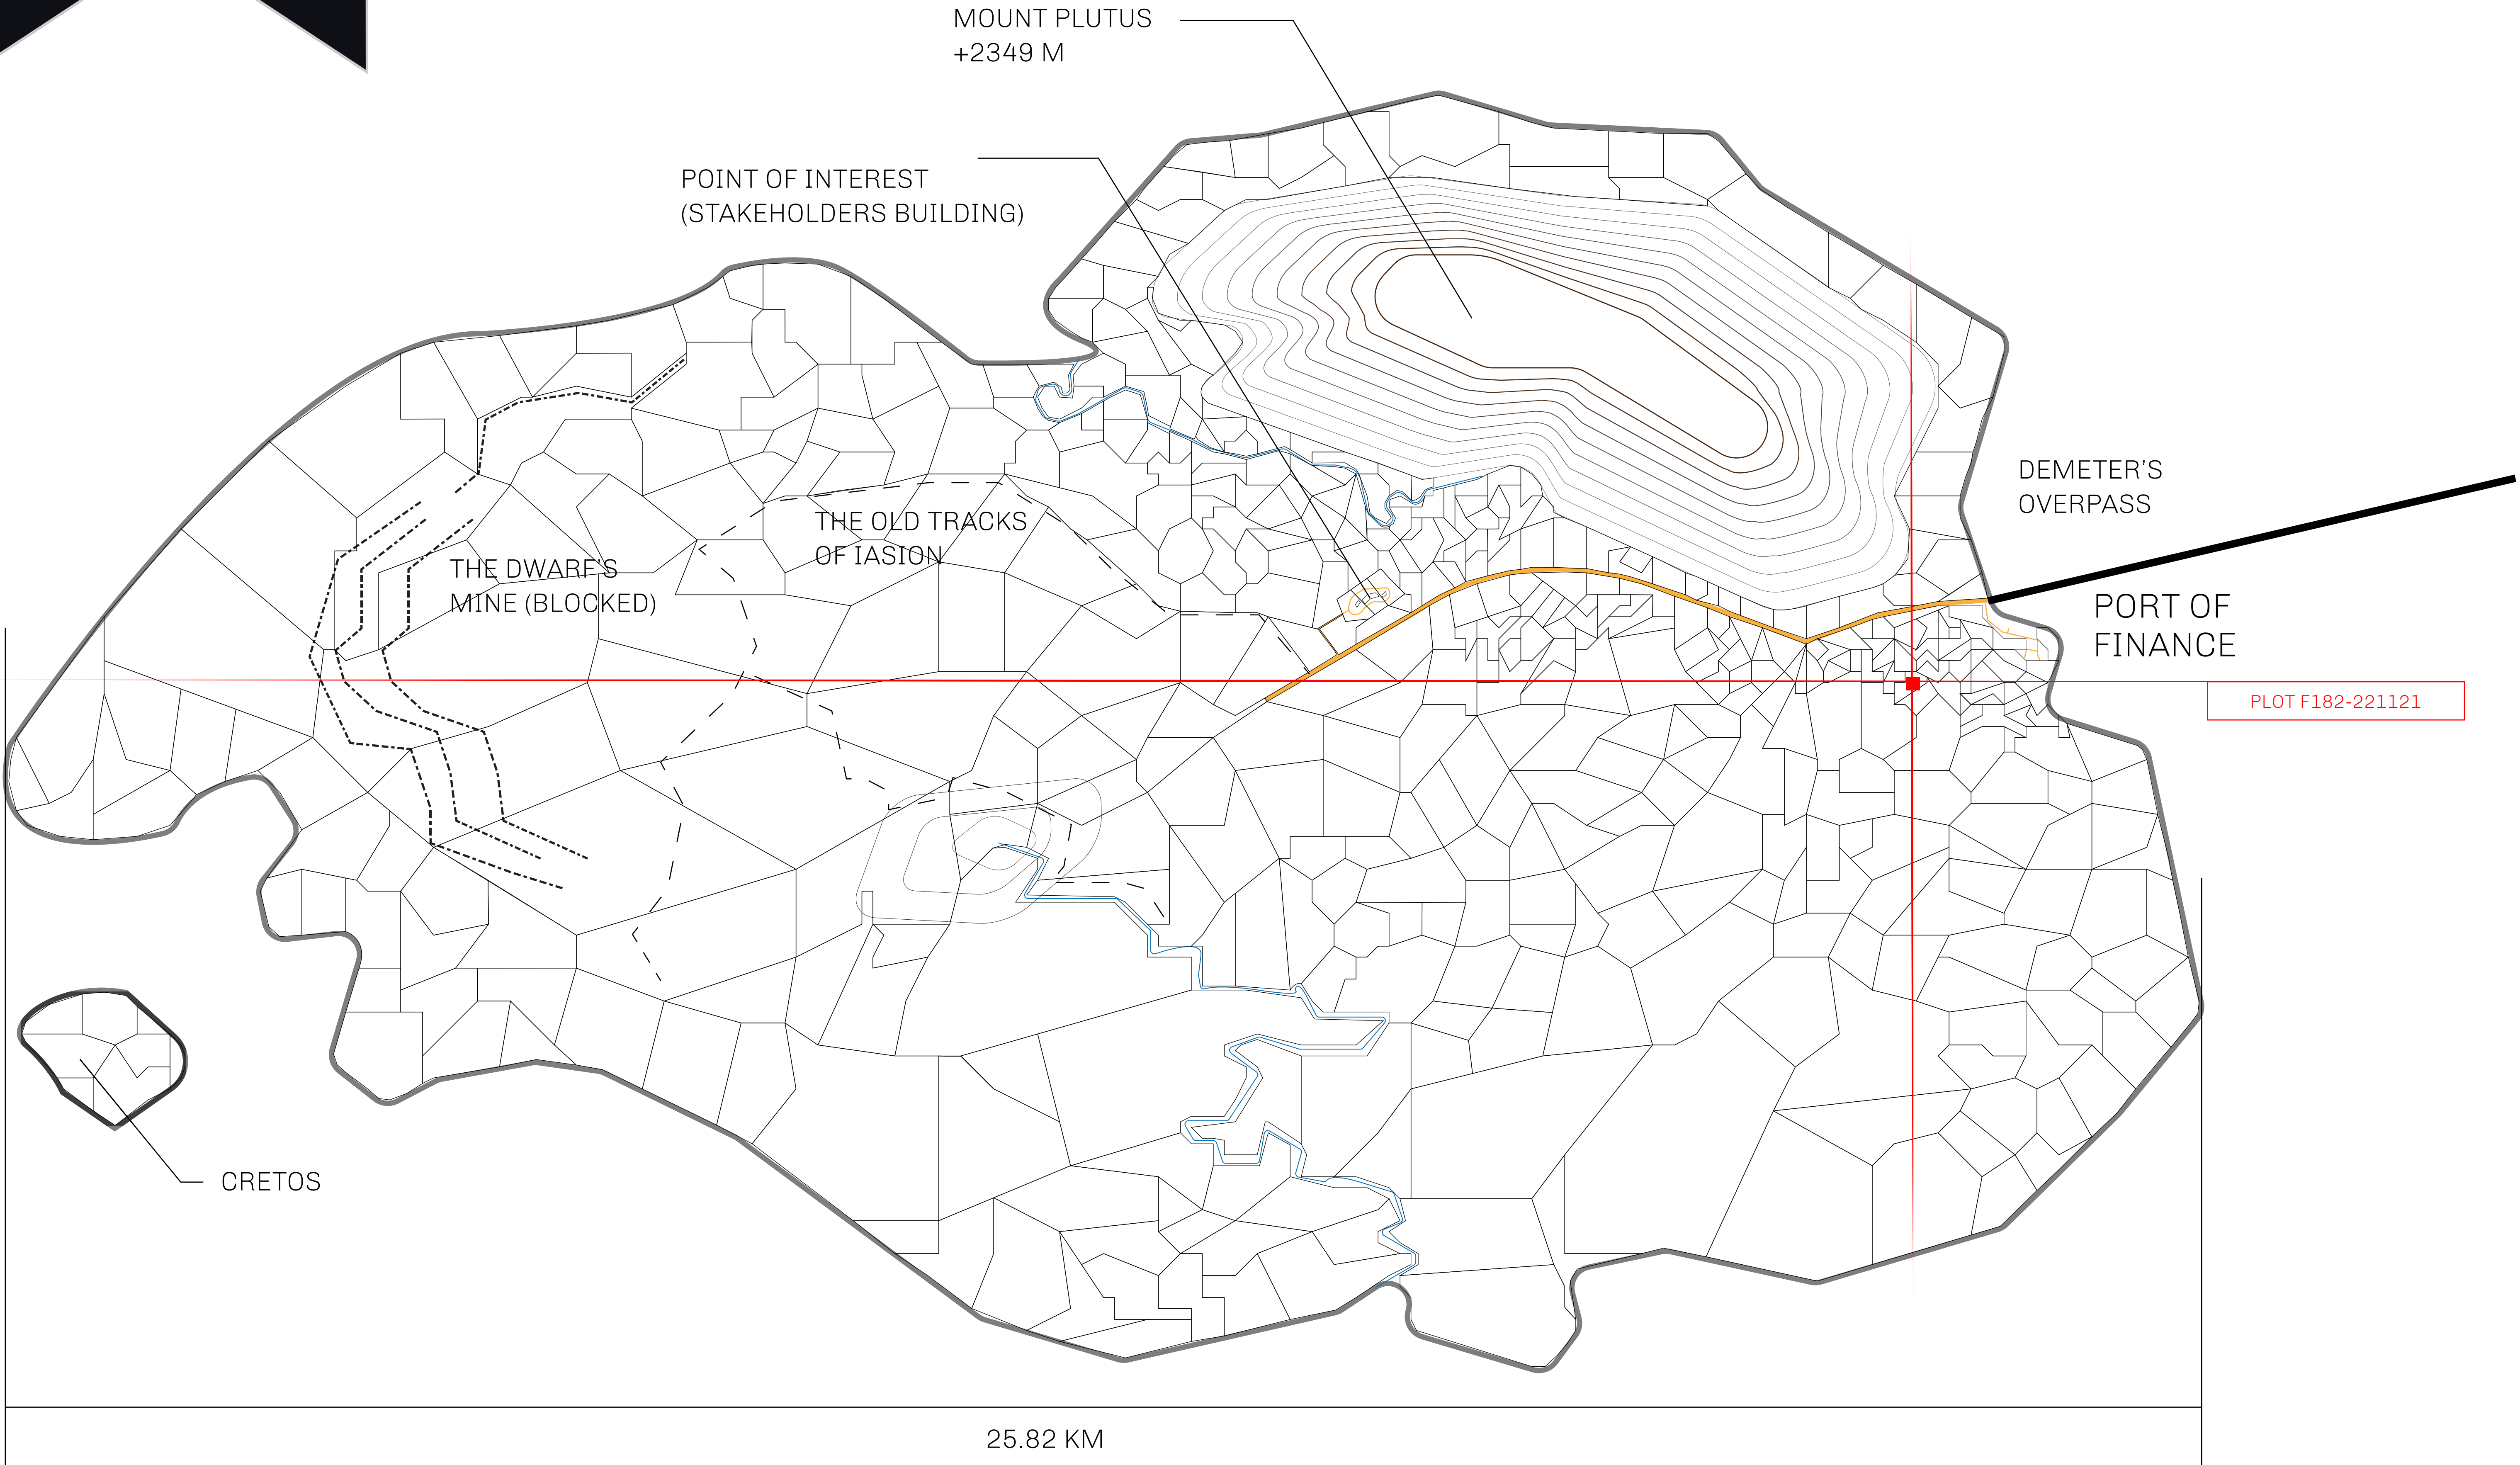 MOUNT PLUTUS
+2349 M
POINT OF INTEREST
(STAKEHOLDERS BUILDING)
DEMETER'S
OVERPASS
THE OLD TRACKS
OF IASION
THE DWARF'S
MINE (BLOCKED)
PORT OF
FINANCE
PLOT F182-221121
CRETOS
25.82 KM